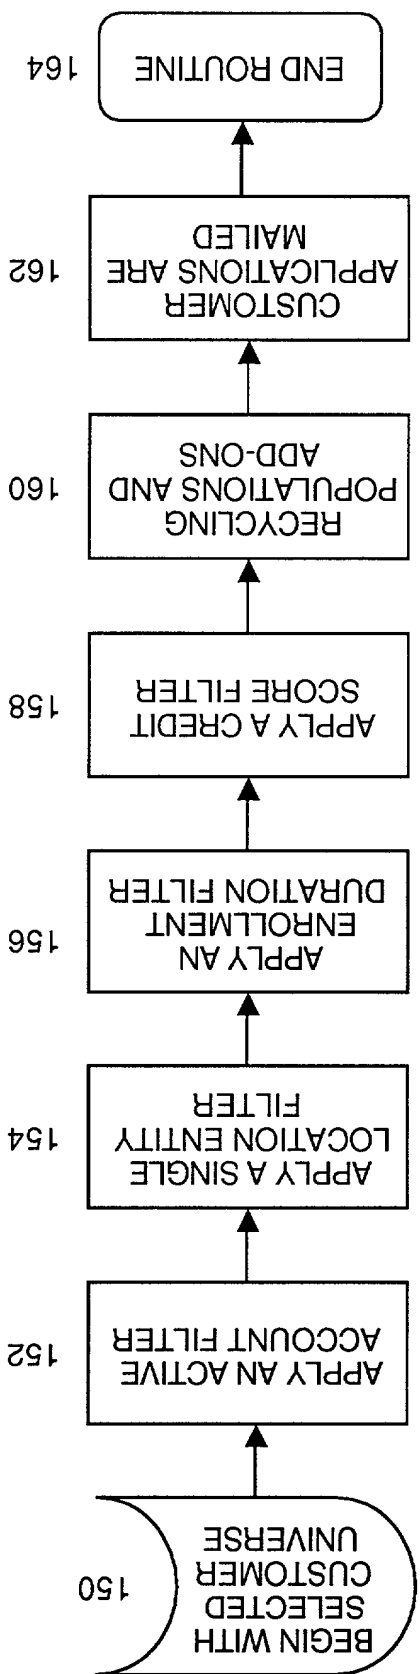 BEGIN WITH
SELECTED
CUSTOMER
UNIVERSE
150
APPLY AN ACTIVE
ACCOUNT FILTER
152
APPLY A SINGLE
LOCATION ENTITY
FILTER
154
APPLY AN
ENROLLMENT
DURATION FILTER
156
APPLY A CREDIT
SCORE FILTER
158
RECYCLING
POPULATIONS AND
ADD-ONS
160
CUSTOMER
APPLICATIONS ARE
MAILED
162
END ROUTINE
164